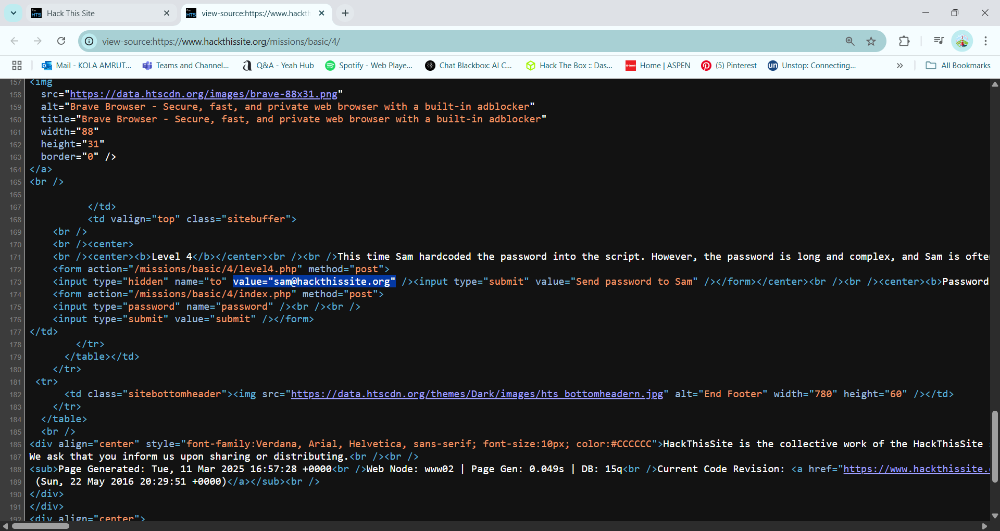 Hack This Site
view-source:https://www.hackth
view-source:https://www.hackthissite.org/missions/basic/4/
Mail - KOLA AMRUT...
Teams and Channel...
Q&A - Yeah Hub
Spotify - Web Playe...
Chat Blackbox: AI C...
Hack The Box :: Das...
Home | ASPEN
(5) Pinterest
Unstop: Connecting...
All Bookmarks
157 <img
158 src="https://data.htscdn.org/images/brave-88x31.png"
159 alt="Brave Browser - Secure, fast, and private web browser with a built-in adblocker"
160 title="Brave Browser - Secure, fast, and private web browser with a built-in adblocker"
161 width="88"
162 height="31"
163 border="0" />
164 </a>
165 <br />
166
167 </td>
168 <td valign="top" class="sitebuffer">
169 <br />
170 <br /><center>
171 <br /><center><b>Level 4</b></center><br /><br />This time Sam hardcoded the password into the script. However, the password is long and complex, and Sam is ofte
172 <form action="/missions/basic/4/level4.php" method="post">
173 <input type="hidden" name="to" value="sam@hackthissite.org" /><input type="submit" value="Send password to Sam" /></form></center><br /><br /><center><b>Password
174 <form action="/missions/basic/4/index.php" method="post">
175 <input type="password" name="password" /><br /><br />
176 <input type="submit" value="submit" /></form>
177 </td>
178 </tr>
179 </table></td>
180 </tr>
181 <tr>
182 <td class="sitebottomheader"><img src="https://data.htscdn.org/themes/Dark/images/hts_bottomheadern.jpg" alt="End Footer" width="780" height="60" /></td>
183 </tr>
184 </table>
185 <br />
186 <div align="center" style="font-family:Verdana, Arial, Helvetica, sans-serif; font-size:10px; color:#CCCCCC">HackThisSite is the collective work of the HackThisSite
187 We ask that you inform us upon sharing or distributing.<br /><br />
188 <sub>Page Generated: Tue, 11 Mar 2025 16:57:28 +0000<br />Web Node: www02 | Page Gen: 0.049s | DB: 15q<br />Current Code Revision: <a href="https://www.hackthissite.
189 (Sun, 22 May 2016 20:29:51 +0000)</a></sub><br />
190 </div>
191 </div>
192 <div align="center">